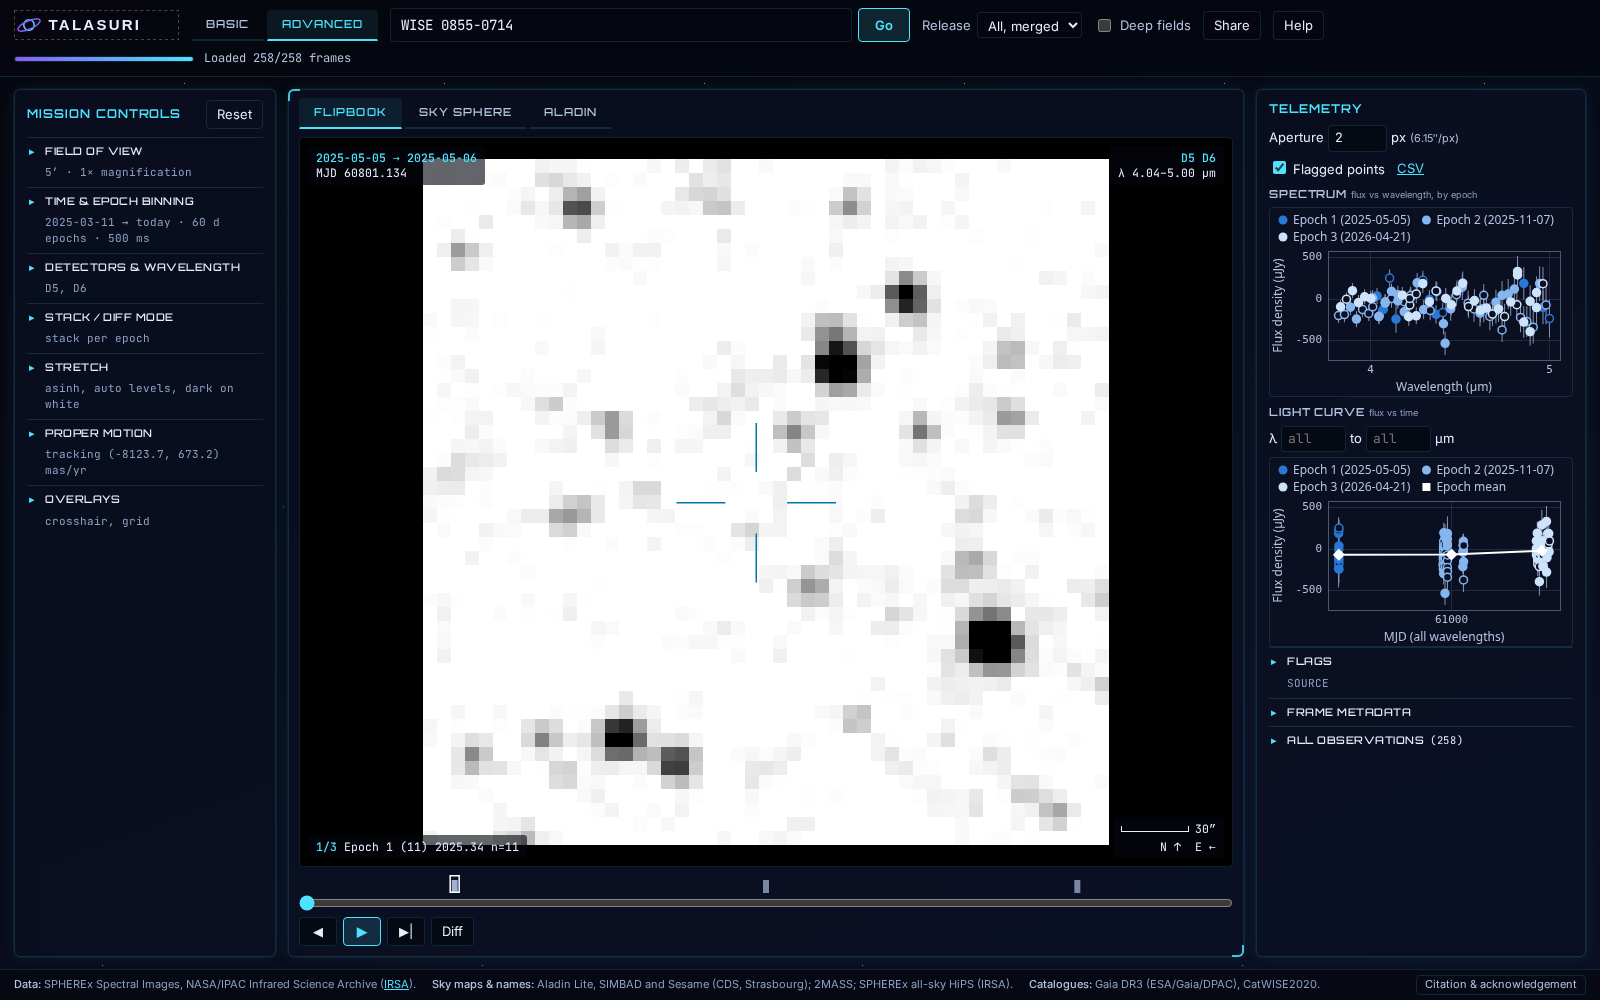 TALASURI
BASIC
ADVANCED
WISE 0855-0714
Go
Release
All, merged
Deep fields
Share
Help
Loaded 258/258 frames
MISSION CONTROLS
Reset
FIELD OF VIEW
5′ · 1× magnification
TIME & EPOCH BINNING
2025-03-11 → today · 60 d
epochs · 500 ms
DETECTORS & WAVELENGTH
D5, D6
STACK / DIFF MODE
stack per epoch
STRETCH
asinh, auto levels, dark on
white
PROPER MOTION
tracking (-8123.7, 673.2)
mas/yr
OVERLAYS
crosshair, grid
FLIPBOOK
SKY SPHERE
ALADIN
2025-05-05 → 2025-05-06
MJD 60801.134
D5 D6
λ 4.04–5.00 µm
1/3 Epoch 1 (11) 2025.34 n=11
30″
N ↑ E ←
◀
▶
▶|
Diff
TELEMETRY
Aperture 2 px (6.15″/px)
Flagged points CSV
SPECTRUM flux vs wavelength, by epoch
Epoch 1 (2025-05-05) Epoch 2 (2025-11-07)
Epoch 3 (2026-04-21)
Flux density (µJy)
500
0
-500
4 5
Wavelength (µm)
LIGHT CURVE flux vs time
λ all to all µm
Epoch 1 (2025-05-05) Epoch 2 (2025-11-07)
Epoch 3 (2026-04-21) Epoch mean
Flux density (µJy)
500
0
-500
61000
MJD (all wavelengths)
FLAGS
SOURCE
FRAME METADATA
ALL OBSERVATIONS (258)
Data: SPHEREx Spectral Images, NASA/IPAC Infrared Science Archive (IRSA). Sky maps & names: Aladin Lite, SIMBAD and Sesame (CDS, Strasbourg); 2MASS; SPHEREx all-sky HiPS (IRSA). Catalogues: Gaia DR3 (ESA/Gaia/DPAC), CatWISE2020.
Citation & acknowledgement